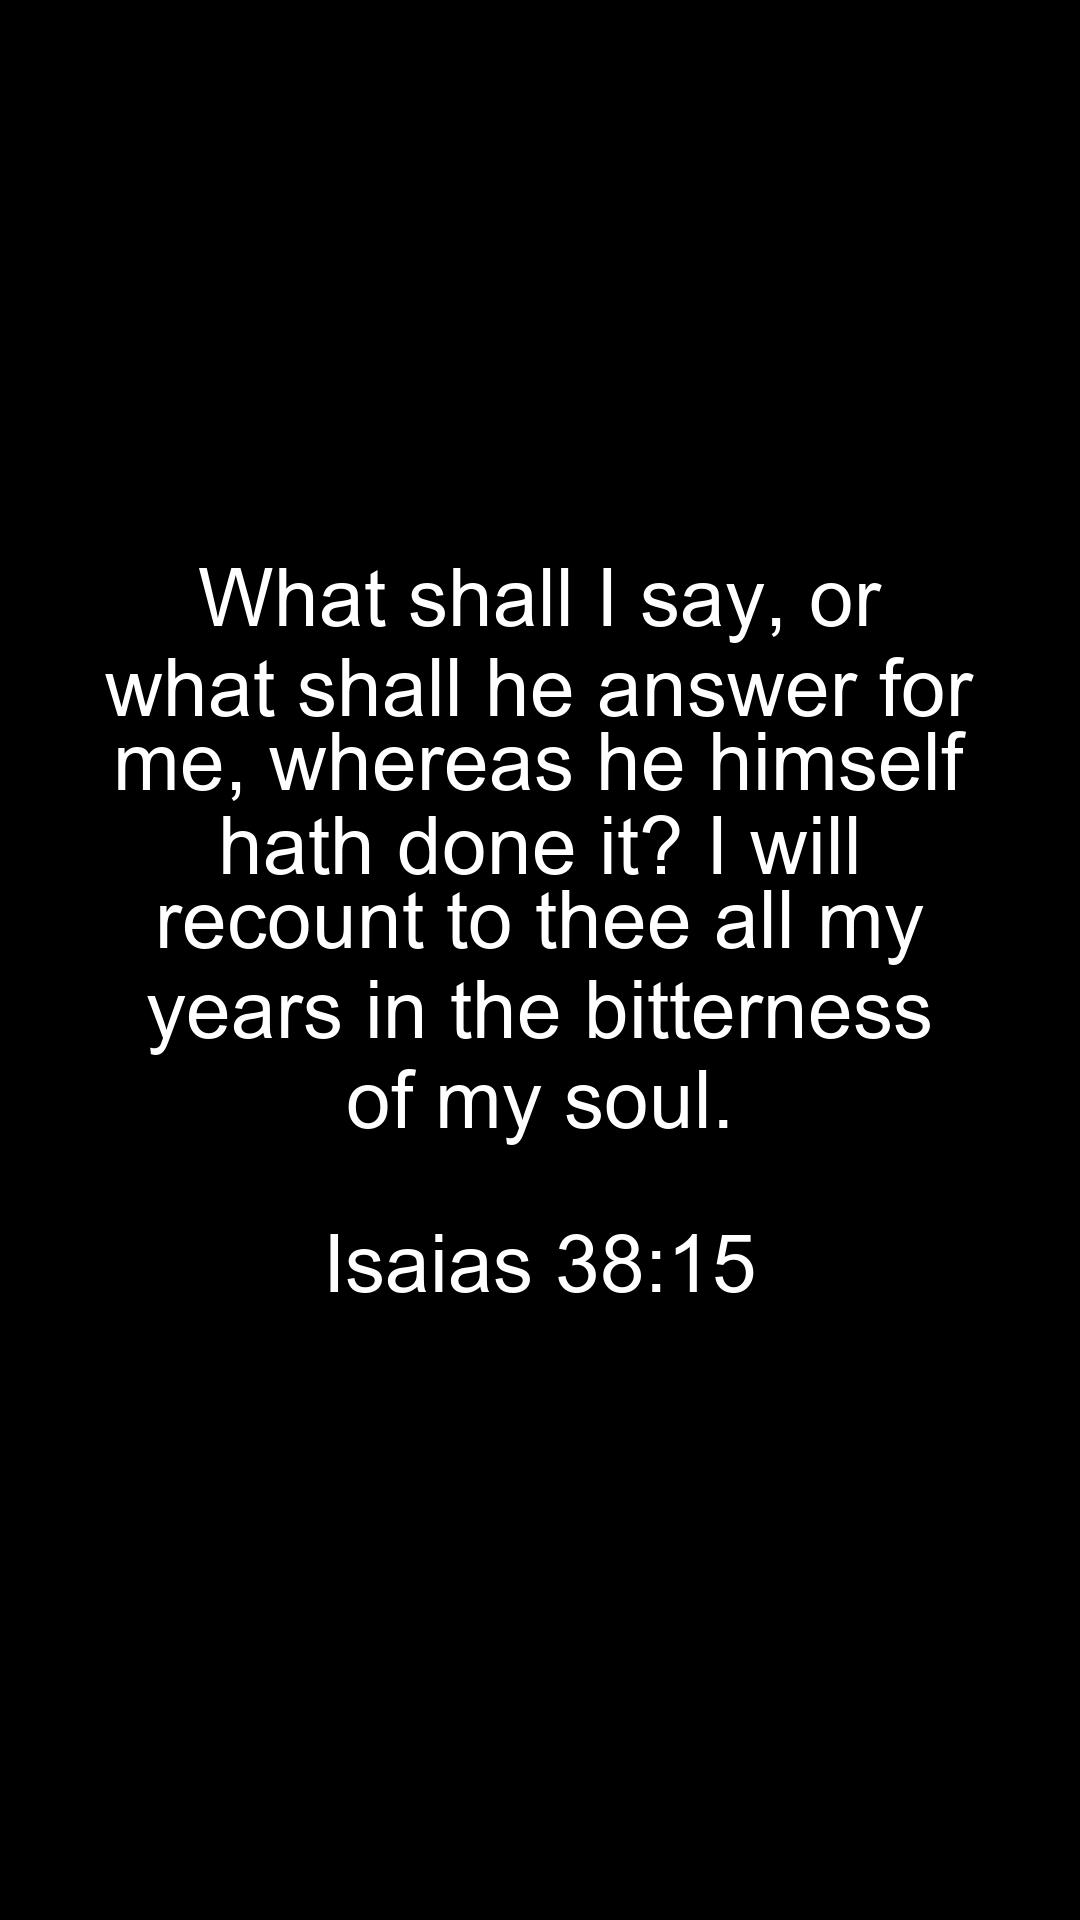 What shall I say, or
what shall he answer for
me, whereas he himself
hath done it? I will
recount to thee all my
years in the bitterness
of my soul.
Isaias 38:15